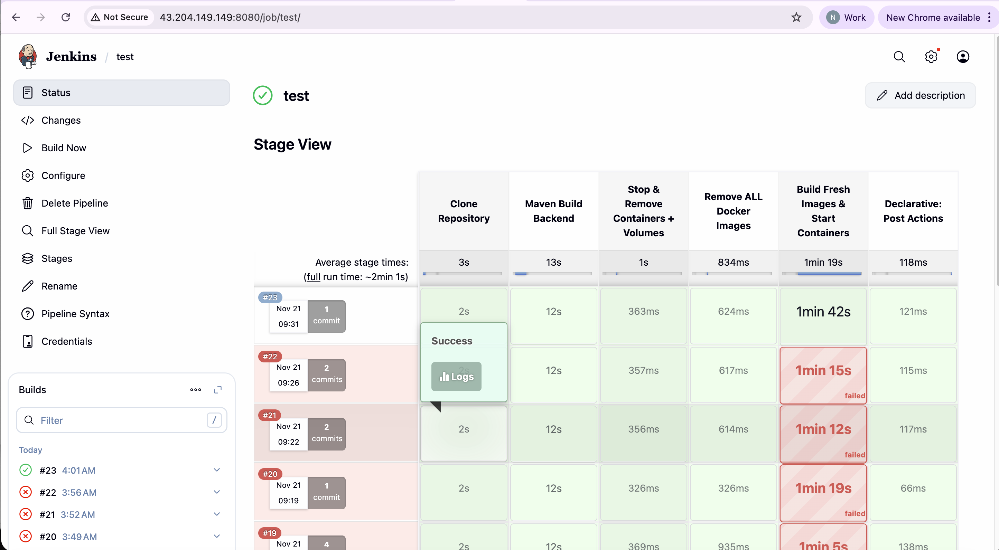 Not Secure
43.204.149.149:8080/job/test/
N
Work
New Chrome available
Jenkins / test
Status
Changes
Build Now
Configure
Delete Pipeline
Full Stage View
Stages
Rename
Pipeline Syntax
Credentials
Builds
Filter
/
Today
#23 4:01 AM
#22 3:56 AM
#21 3:52 AM
#20 3:49 AM
test
Add description
Stage View
Clone
Repository
Maven Build
Backend
Stop &
Remove
Containers +
Volumes
Remove ALL
Docker
Images
Build Fresh
Images &
Start
Containers
Declarative:
Post Actions
Average stage times:
(full run time: ~2min 1s)
3s
13s
1s
834ms
1min 19s
118ms
#23
Nov 21
09:31
1
commit
2s
12s
363ms
624ms
1min 42s
121ms
Success
Logs
#22
Nov 21
09:26
2
commits
2s
12s
357ms
617ms
1min 15s
failed
115ms
#21
Nov 21
09:22
2
commits
2s
12s
356ms
614ms
1min 12s
failed
117ms
#20
Nov 21
09:19
1
commit
2s
12s
326ms
326ms
1min 19s
failed
66ms
#19
Nov 21
4
2s
12s
369ms
935ms
1min 5s
138ms